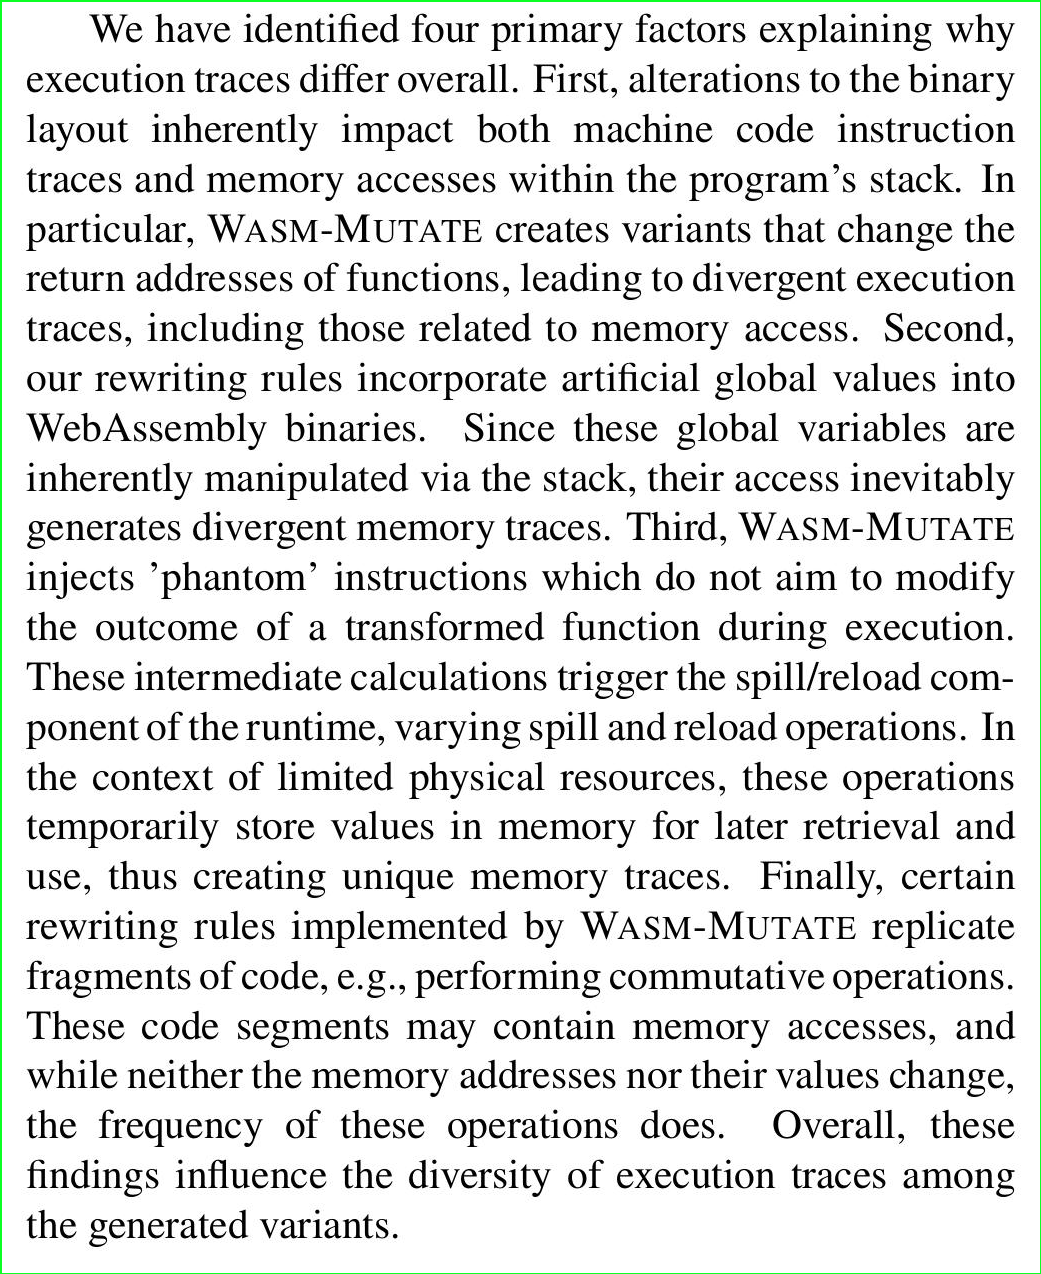 We have identified four primary factors explaining why
execution traces differ overall. First, alterations to the binary
layout inherently impact both machine code instruction
traces and memory accesses within the program's stack. In
particular, WASM-MUTATE creates variants that change the
return addresses of functions, leading to divergent execution
traces, including those related to memory access. Second,
our rewriting rules incorporate artificial global values into
WebAssembly binaries. Since these global variables are
inherently manipulated via the stack, their access inevitably
generates divergent memory traces. Third, WASM-MUTATE
injects 'phantom' instructions which do not aim to modify
the outcome of a transformed function during execution.
These intermediate calculations trigger the spill/reload com-
ponent of the runtime, varying spill and reload operations. In
the context of limited physical resources, these operations
temporarily store values in memory for later retrieval and
use, thus creating unique memory traces. Finally, certain
rewriting rules implemented by WASM-MUTATE replicate
fragments of code, e.g., performing commutative operations.
These code segments may contain memory accesses, and
while neither the memory addresses nor their values change,
the frequency of these operations does. Overall, these
findings influence the diversity of execution traces among
the generated variants.